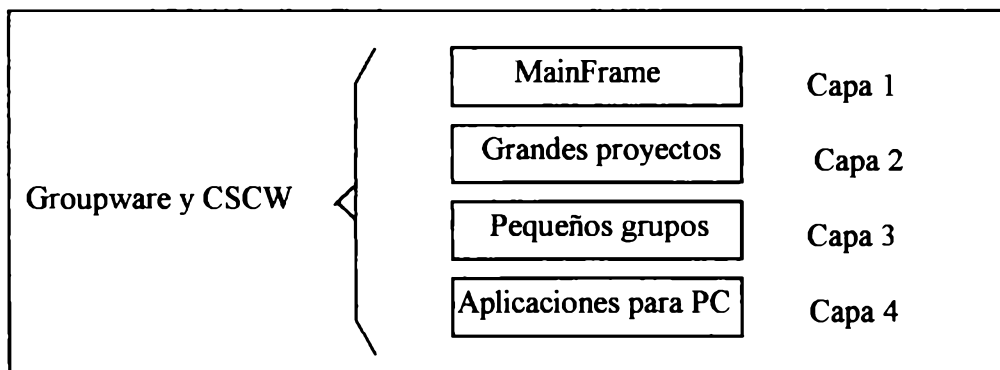 MainFrame
Capa 1
Grandes proyectos
Capa 2
Groupware y CSCW
Pequeños grupos
Capa 3
Aplicaciones para PC
Capa 4